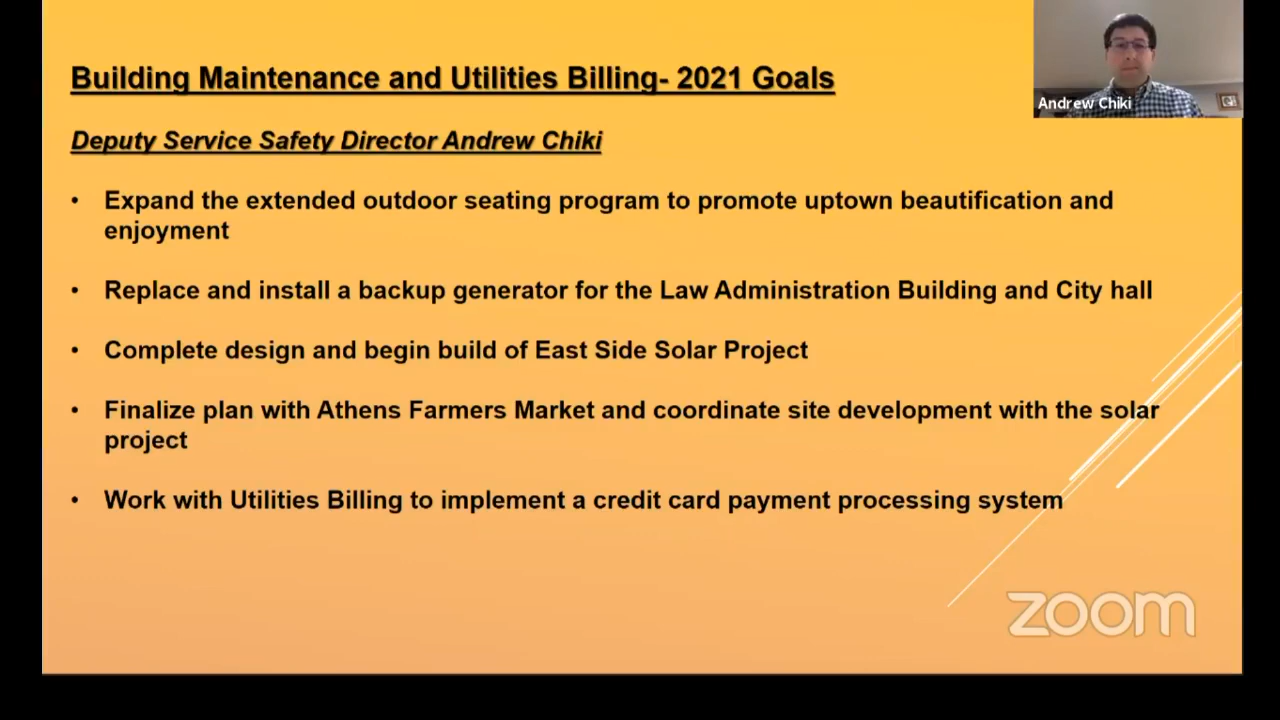 Building Maintenance and Utilities Billing- 2021 Goals
Andrew Chiki
Deputy Service Safety Director Andrew Chiki
• Expand the extended outdoor seating program to promote uptown beautification and
enjoyment
• Replace and install a backup generator for the Law Administration Building and City hall
• Complete design and begin build of East Side Solar Project
• Finalize plan with Athens Farmers Market and coordinate site development with the solar
project
• Work with Utilities Billing to implement a credit card payment processing system
zoom